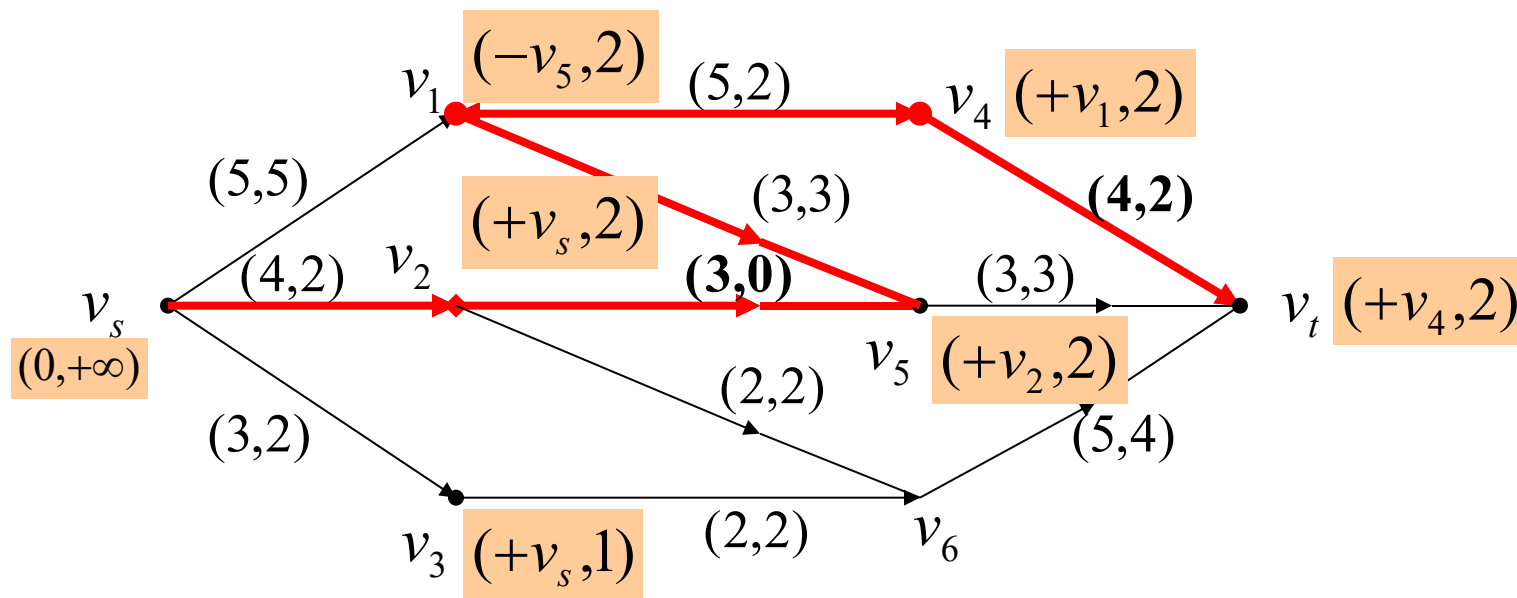 (−v₅,2)
v₁
(5,2)
v₄
(+v₁,2)
(5,5)
(+vₛ,2)
(3,3)
(4,2)
v₂
(4,2)
(3,0)
(3,3)
vₛ
(0,+∞)
vₜ
(+v₄,2)
v₅
(+v₂,2)
(2,2)
(3,2)
(5,4)
v₃
(+vₛ,1)
(2,2)
v₆